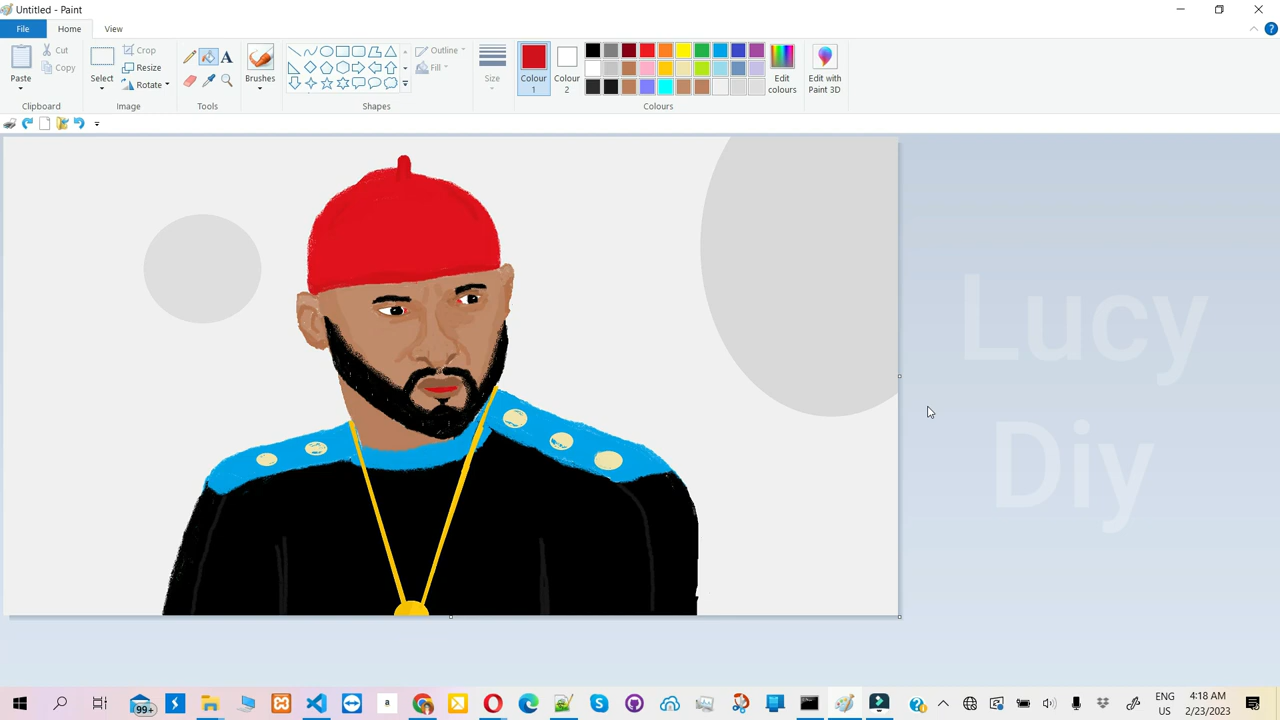 Untitled - Paint
File
Home
View
Paste
Cut
Copy
Clipboard
Select
Crop
Resize
Rotate
Image
Tools
Brushes
Outline
Fill
Shapes
Size
Colour 1
Colour 2
Edit colours
Edit with Paint 3D
Colours
Lucy
Diy
99+
a
ENG
US
4:18 AM
2/23/2023